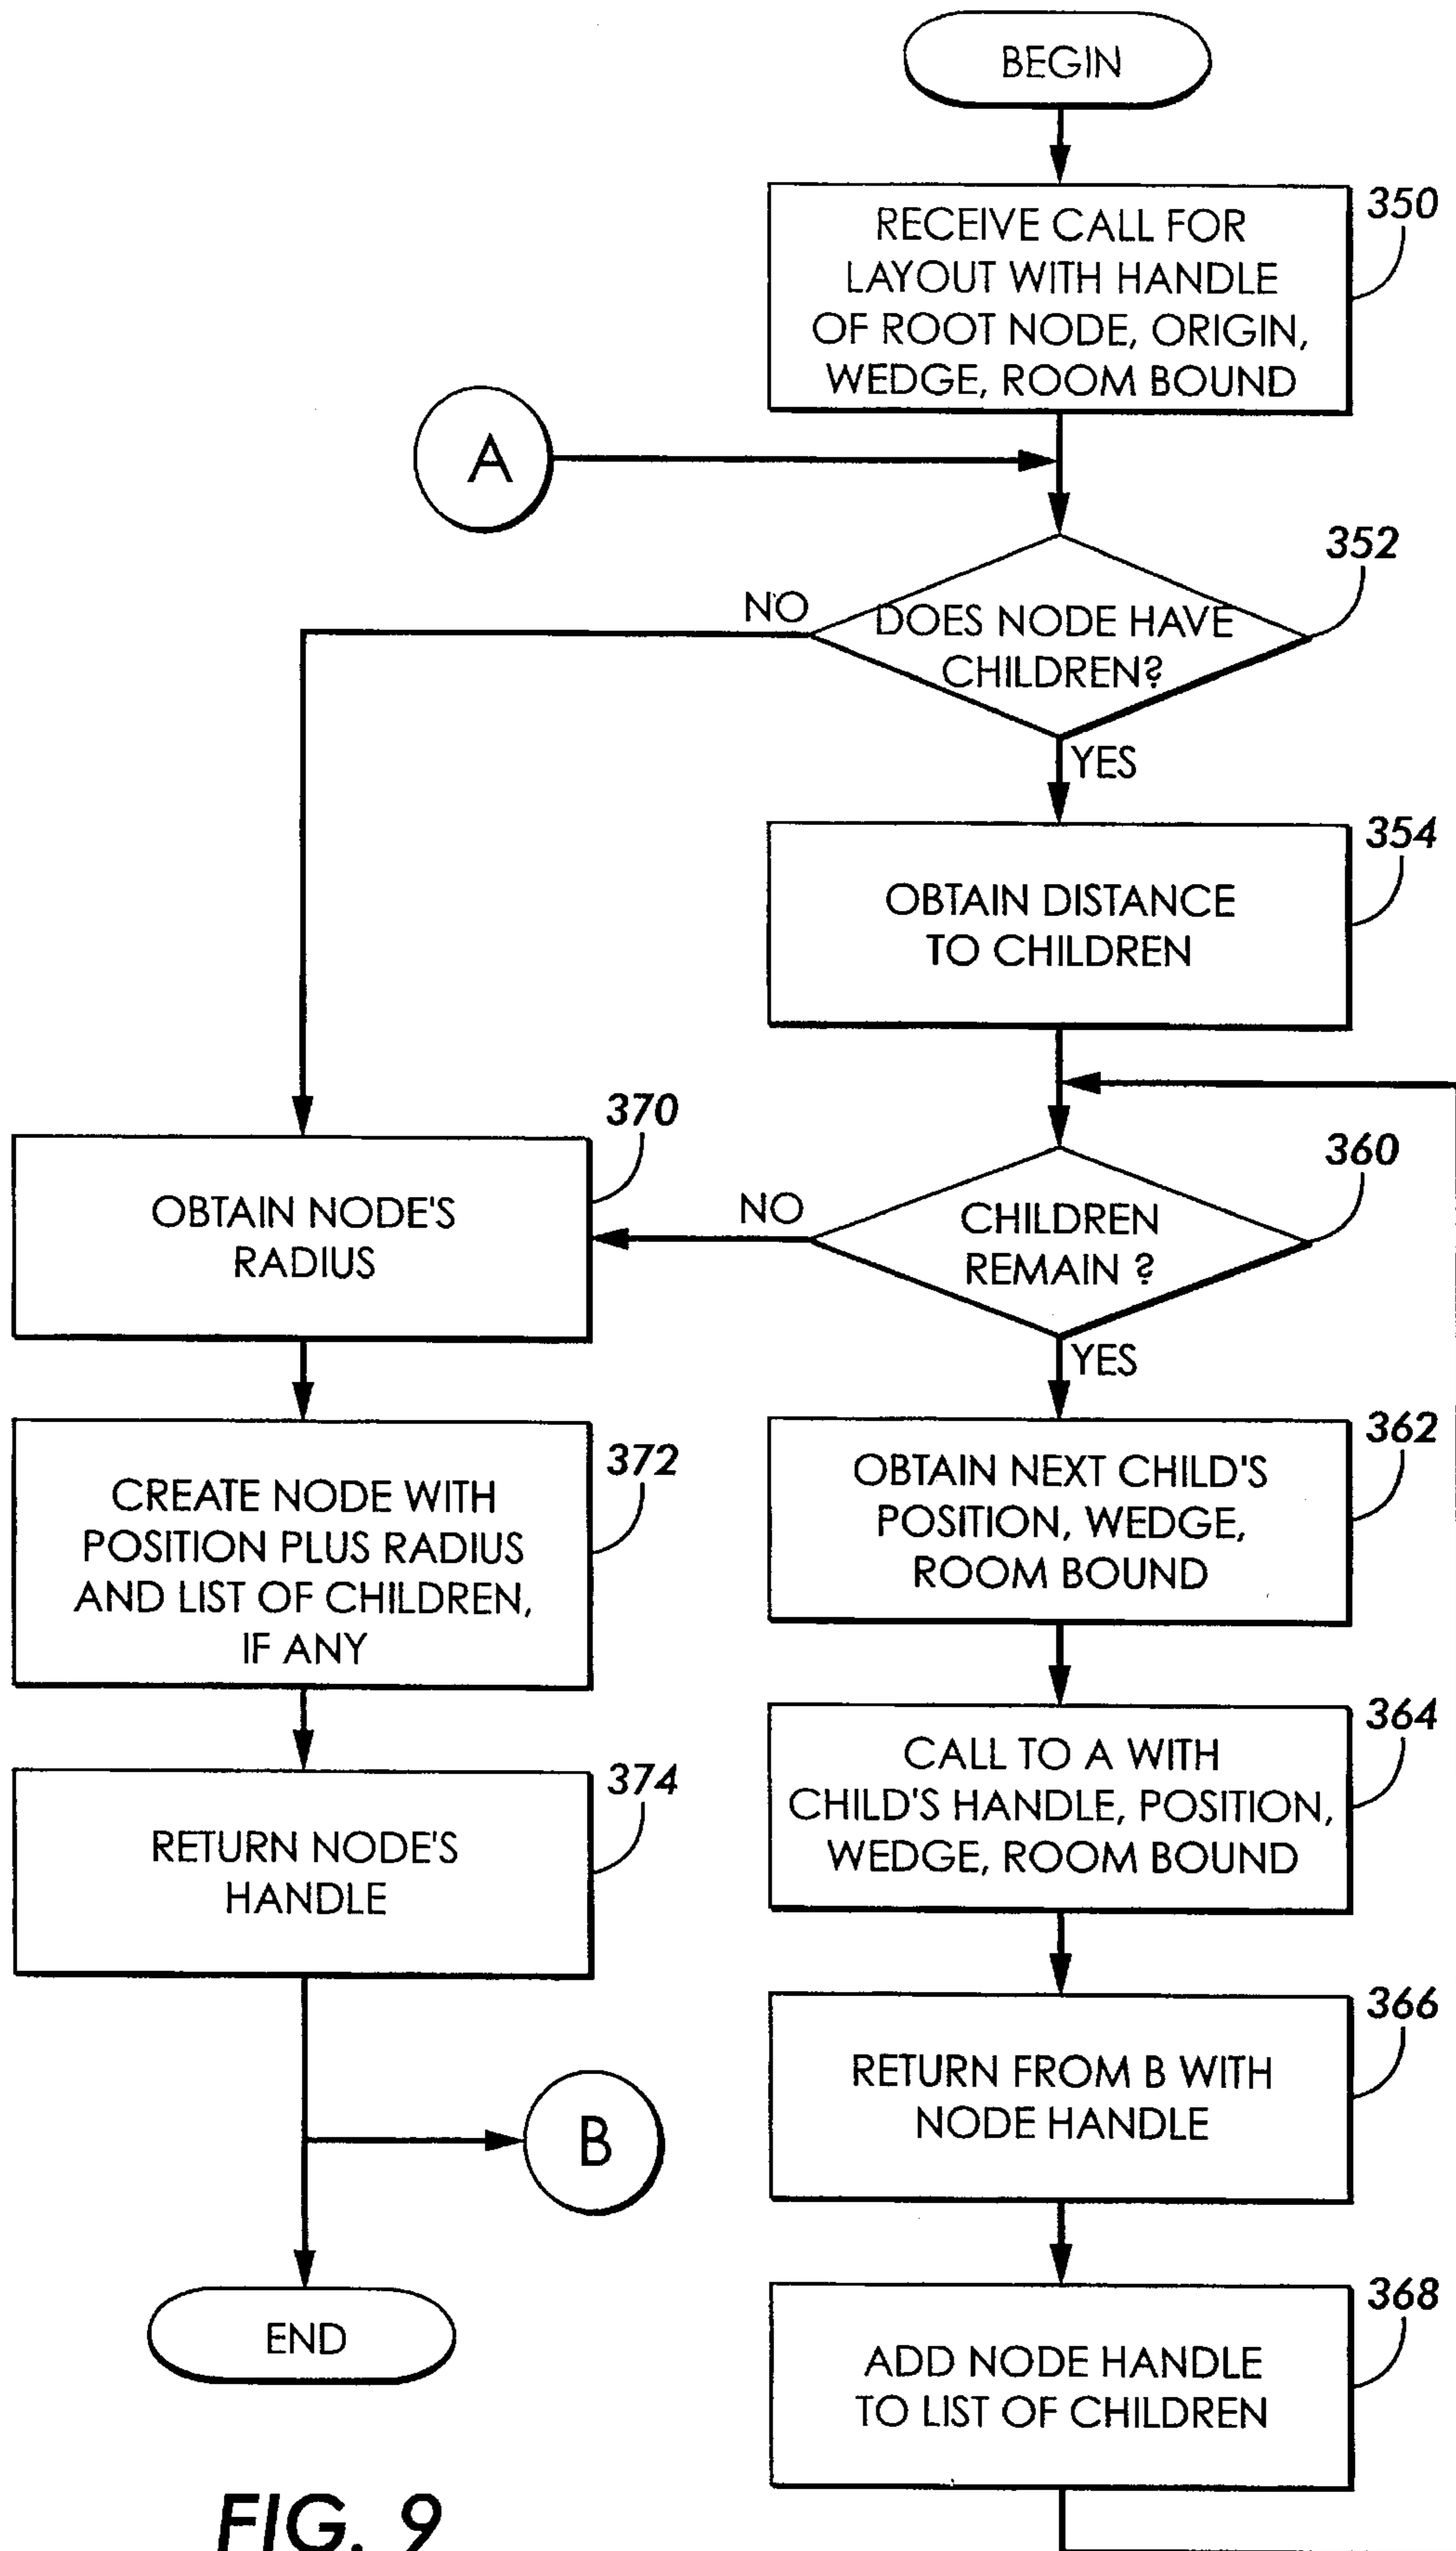 BEGIN
RECEIVE CALL FOR
LAYOUT WITH HANDLE
OF ROOT NODE, ORIGIN,
WEDGE, ROOM BOUND
350
A
352
NO
DOES NODE HAVE
CHILDREN?
YES
354
OBTAIN DISTANCE
TO CHILDREN
370
OBTAIN NODE'S
RADIUS
360
NO
CHILDREN
REMAIN ?
YES
372
CREATE NODE WITH
POSITION PLUS RADIUS
AND LIST OF CHILDREN,
IF ANY
362
OBTAIN NEXT CHILD'S
POSITION, WEDGE,
ROOM BOUND
374
RETURN NODE'S
HANDLE
364
CALL TO A WITH
CHILD'S HANDLE, POSITION,
WEDGE, ROOM BOUND
366
RETURN FROM B WITH
NODE HANDLE
B
END
368
ADD NODE HANDLE
TO LIST OF CHILDREN
FIG. 9